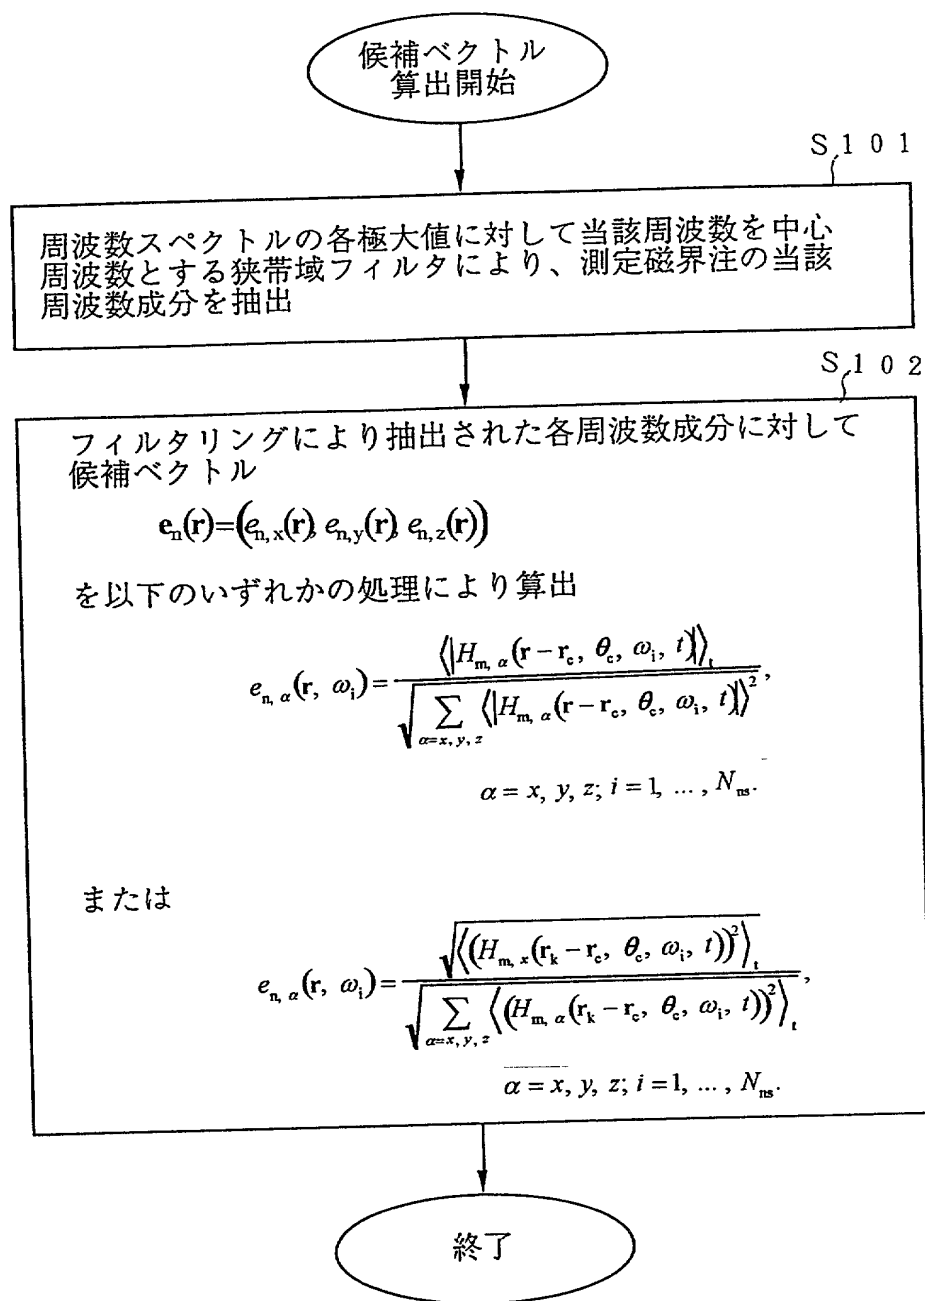 候補ベクトル
算出開始
S101
周波数スペクトルの各極大値に対して当該周波数を中心
周波数とする狭帯域フィルタにより、測定磁界注の当該
周波数成分を抽出
S102
フィルタリングにより抽出された各周波数成分に対して
候補ベクトル
e_n(r)=(e_{n,x}(r), e_{n,y}(r), e_{n,z}(r))
を以下のいずれかの処理により算出
e_{n,α}(r, ω_i)=⟨|H_{m,α}(r−r_c, θ_c, ω_i, t)|⟩_t / √(Σ_{α=x,y,z}⟨|H_{m,α}(r−r_c, θ_c, ω_i, t)|⟩^2),
α=x, y, z; i=1, …, N_{ns}.
または
e_{n,α}(r, ω_i)=√⟨(H_{m,x}(r_k−r_c, θ_c, ω_i, t))^2⟩_t / √(Σ_{α=x,y,z}⟨(H_{m,α}(r_k−r_c, θ_c, ω_i, t))^2⟩_t),
α=x, y, z; i=1, …, N_{ns}.
終了